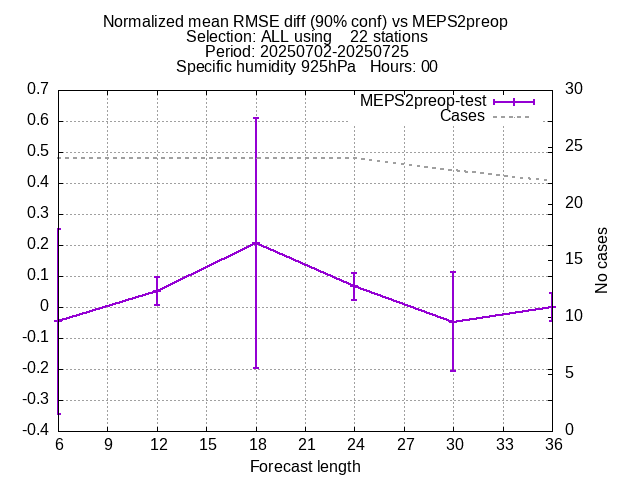 Normalized mean RMSE diff (90% conf) vs MEPS2preop
Selection: ALL using    22 stations
Period: 20250702-20250725
Specific humidity 925hPa   Hours: 00
MEPS2preop-test
Cases
0.7
0.6
0.5
0.4
0.3
0.2
0.1
0
-0.1
-0.2
-0.3
-0.4
30
25
20
15
10
5
0
No cases
6 9 12 15 18 21 24 27 30 33 36
Forecast length